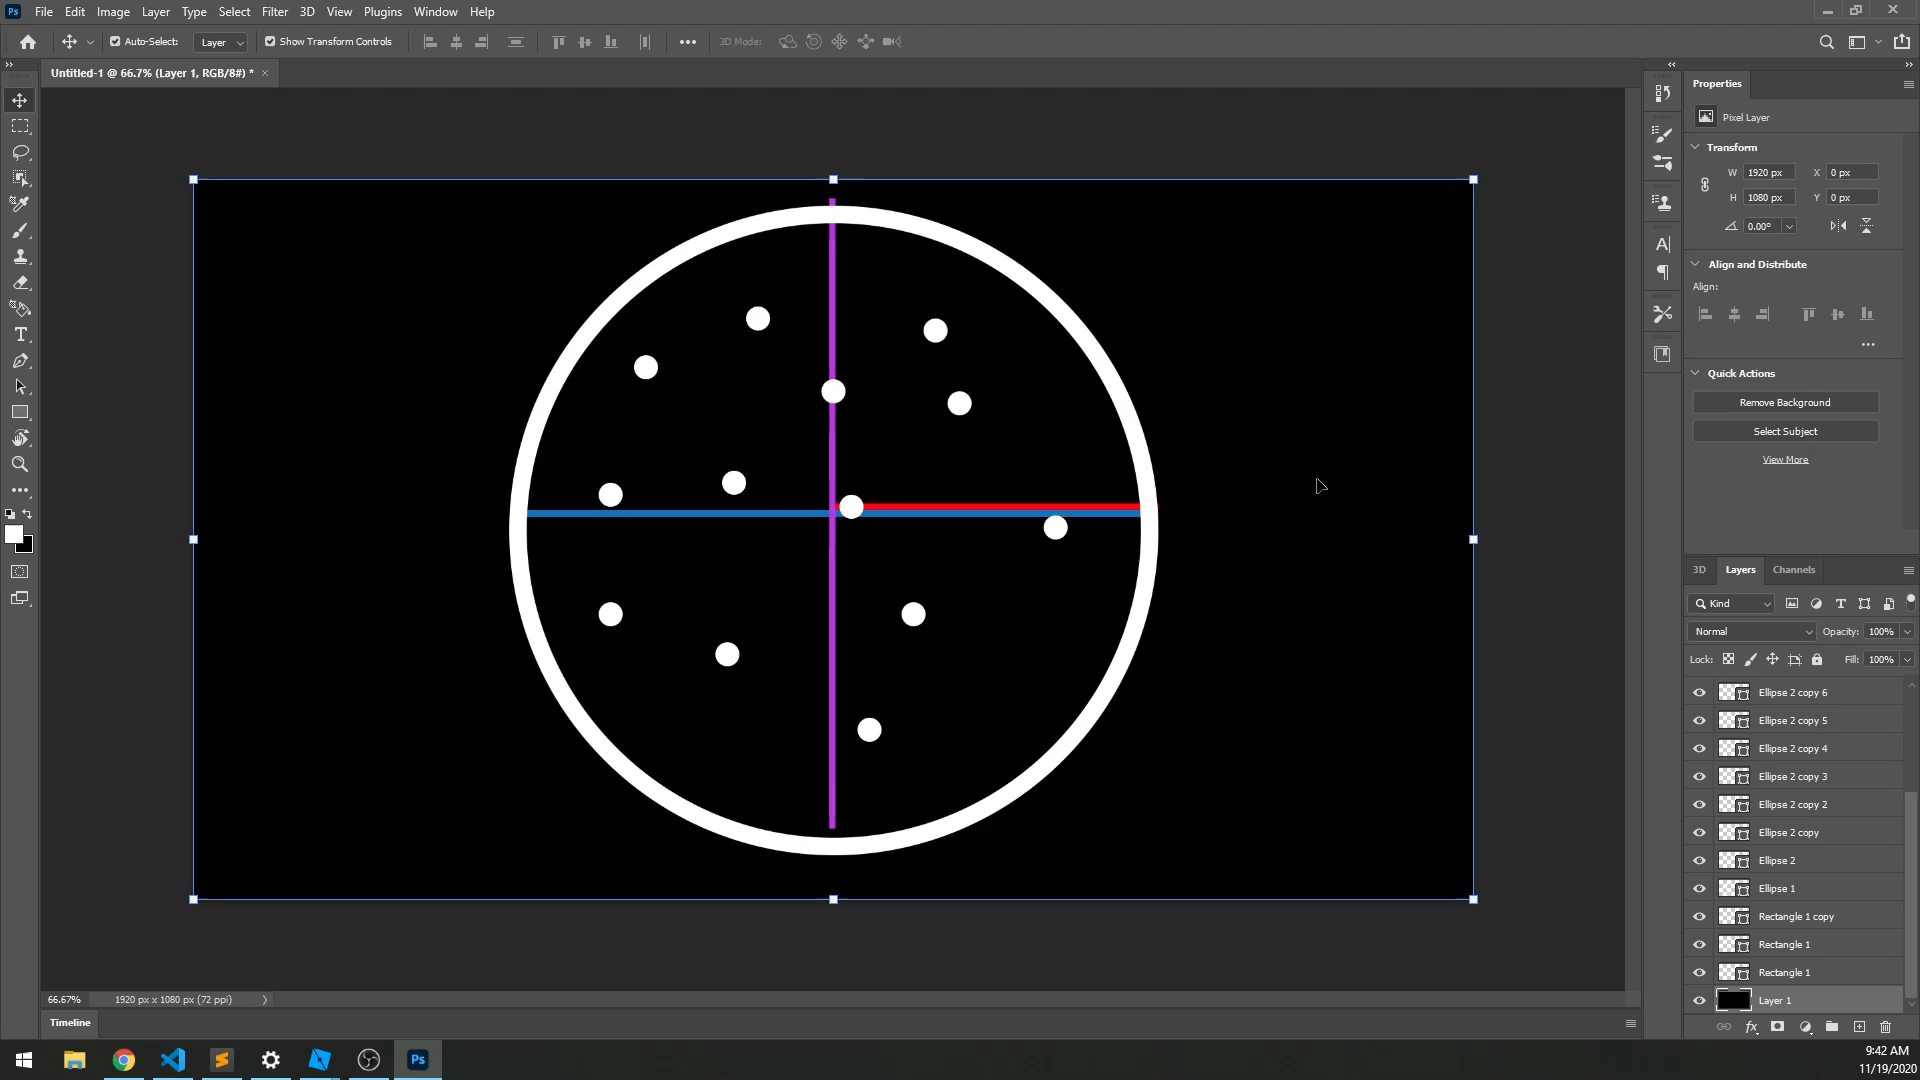 Ps File Edit Image Layer Type Select Filter 3D View Plugins Window Help
Auto-Select: Layer Show Transform Controls 3D Mode:
Untitled-1 @ 66.7% (Layer 1, RGB/8#) *
Properties
Pixel Layer
Transform
W 1920 px X 0 px
H 1080 px Y 0 px
0.00°
Align and Distribute
Align:
Quick Actions
Remove Background
Select Subject
View More
3D Layers Channels
Kind
Normal Opacity: 100%
Lock: Fill: 100%
Ellipse 2 copy 6
Ellipse 2 copy 5
Ellipse 2 copy 4
Ellipse 2 copy 3
Ellipse 2 copy 2
Ellipse 2 copy
Ellipse 2
Ellipse 1
Rectangle 1 copy
Rectangle 1
Rectangle 1
Layer 1
66.67% 1920 px x 1080 px (72 ppi)
Timeline
Ps
9:42 AM
11/19/2020